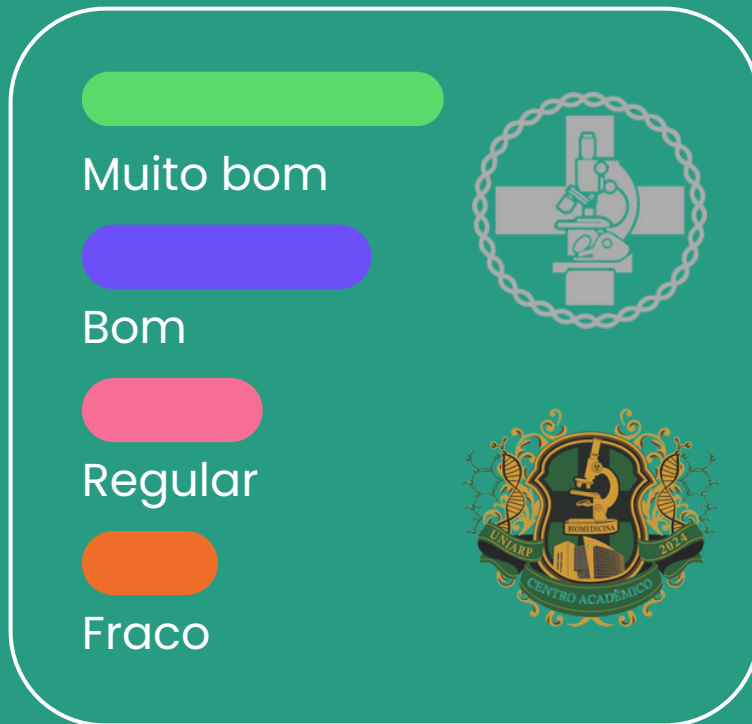 Muito bom
Bom
Regular
Fraco
BIOMEDICINA
UNIARP
2024
CENTRO ACADÊMICO